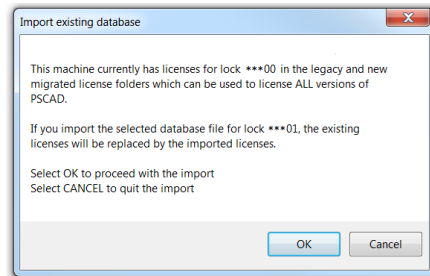 Import existing database
This machine currently has licenses for lock ***00 in the legacy and new
migrated license folders which can be used to license ALL versions of
PSCAD.
If you import the selected database file for lock ***01, the existing
licenses will be replaced by the imported licenses.
Select OK to proceed with the import
Select CANCEL to quit the import
OK Cancel